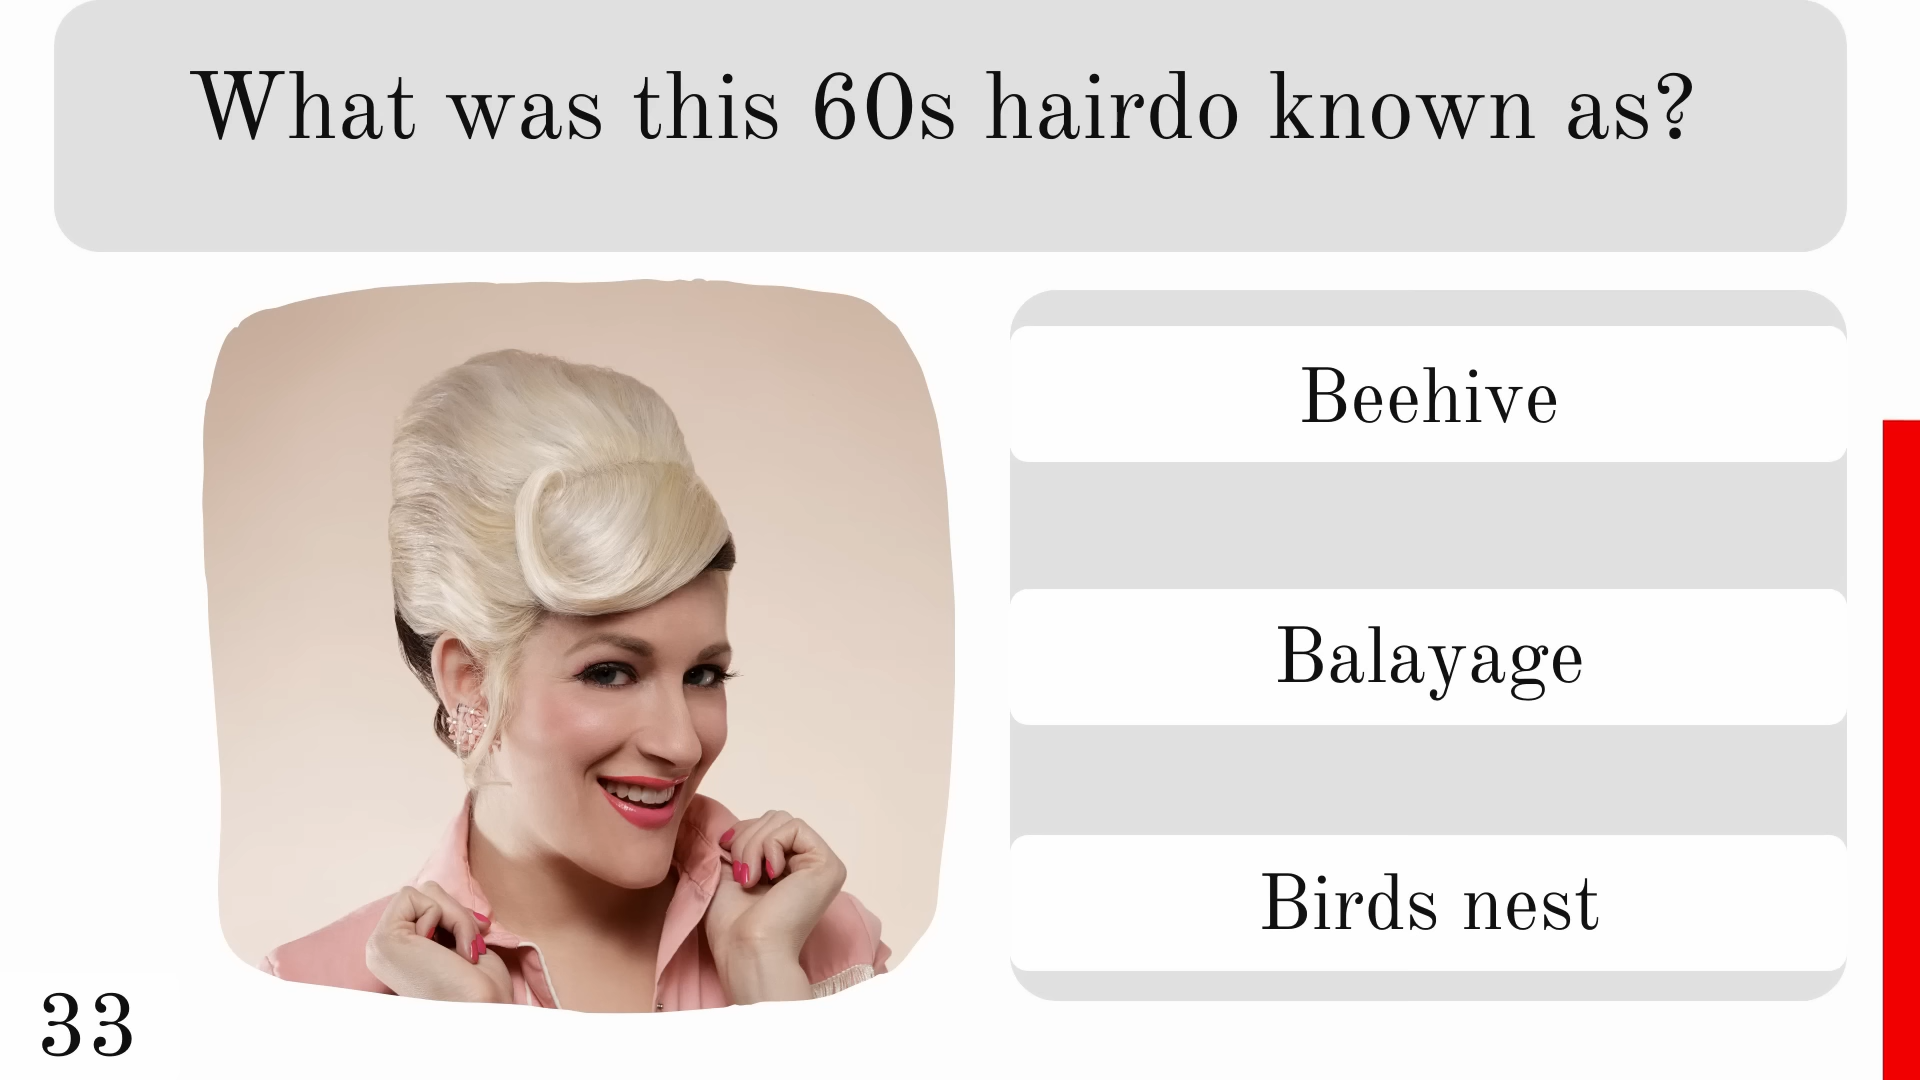 What was this 60s hairdo known as?
Beehive
Balayage
Birds nest
33